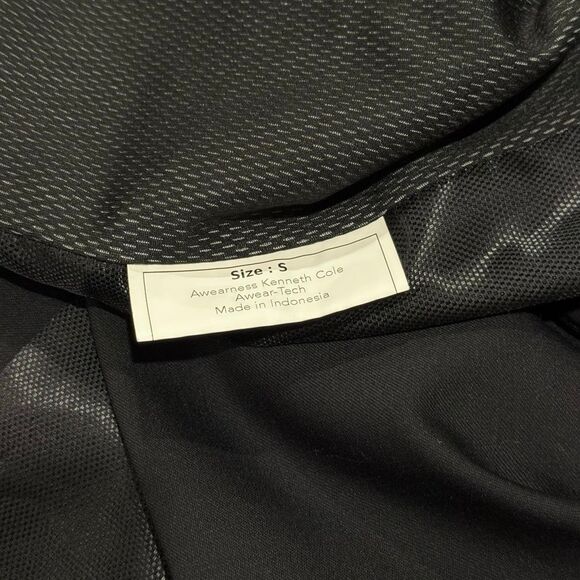 Size : S
Awearness Kenneth Cole
Awear-Tech
Made in Indonesia